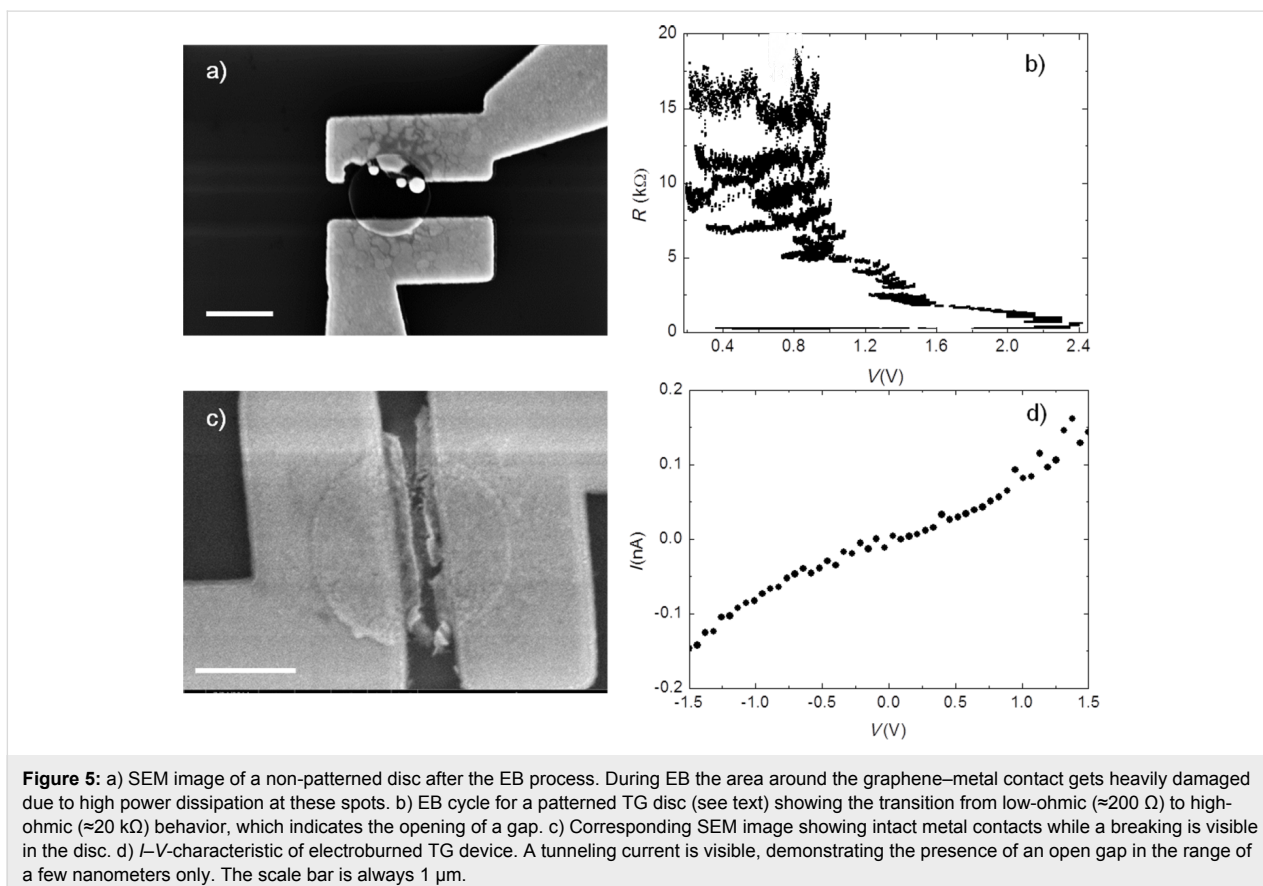 a)
b)
20
15
10
5
0
R (kΩ)
0.4 0.8 1.2 1.6 2.0 2.4
V(V)
c)
d)
0.2
0.1
0.0
-0.1
-0.2
I(nA)
-1.5 -1.0 -0.5 0.0 0.5 1.0 1.5
V(V)
Figure 5: a) SEM image of a non-patterned disc after the EB process. During EB the area around the graphene–metal contact gets heavily damaged
due to high power dissipation at these spots. b) EB cycle for a patterned TG disc (see text) showing the transition from low-ohmic (≈200 Ω) to high-
ohmic (≈20 kΩ) behavior, which indicates the opening of a gap. c) Corresponding SEM image showing intact metal contacts while a breaking is visible
in the disc. d) I–V-characteristic of electroburned TG device. A tunneling current is visible, demonstrating the presence of an open gap in the range of
a few nanometers only. The scale bar is always 1 μm.